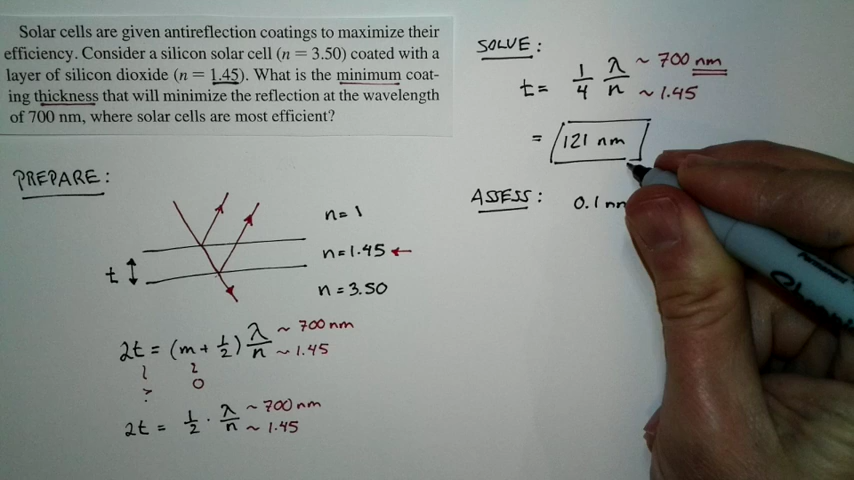 Solar cells are given antireflection coatings to maximize their
efficiency. Consider a silicon solar cell (n = 3.50) coated with a
layer of silicon dioxide (n = 1.45). What is the minimum coat-
ing thickness that will minimize the reflection at the wavelength
of 700 nm, where solar cells are most efficient?
PREPARE:
n=1
n=1.45 ←
n=3.50
t
2t = (m + 1/2) λ/n ~ 700 nm ~ 1.45
? 0
2t = 1/2 · λ/n ~ 700 nm ~ 1.45
SOLVE:
t = 1/4 λ/n ~ 700 nm ~ 1.45
= 121 nm
ASSESS: 0.1 nm